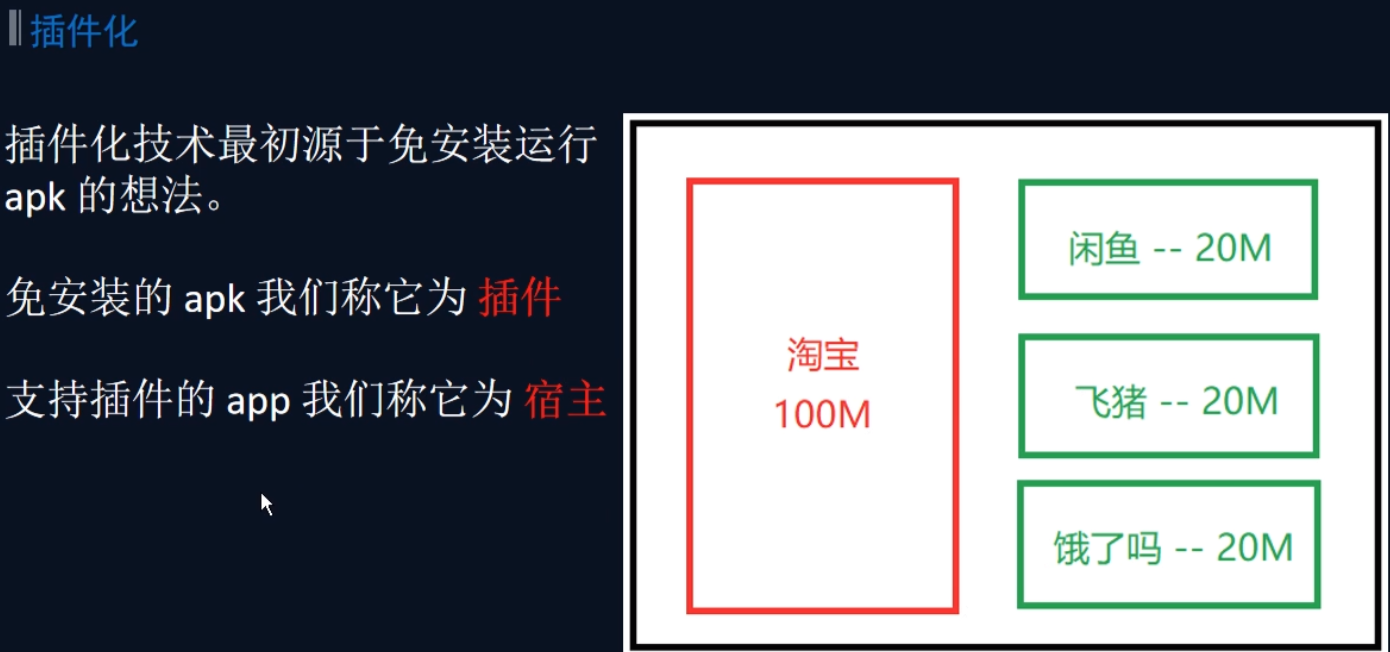 插件化
插件化技术最初源于免安装运行
apk 的想法。
免安装的 apk 我们称它为 插件
支持插件的 app 我们称它为 宿主
淘宝
100M
闲鱼 -- 20M
飞猪 -- 20M
饿了吗 -- 20M